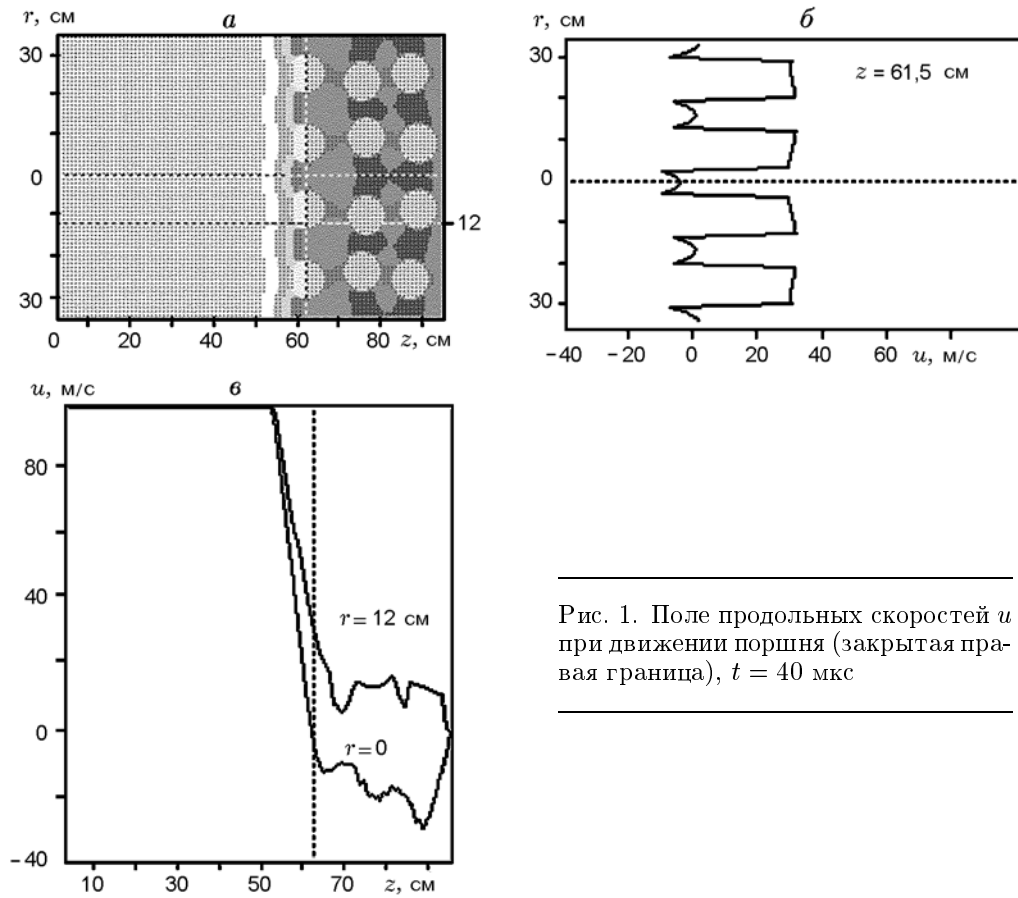 r, см
а
30
0
30
12
0
20
40
60
80
z, см
r, см
б
30
z = 61,5 см
0
30
−40
−20
0
20
40
60
u, м/с
u, м/с
в
80
40
r = 12 см
0
r = 0
−40
10
30
50
70
z, см
Рис. 1. Поле продольных скоростей u
при движении поршня (закрытая пра-
вая граница), t = 40 мкс